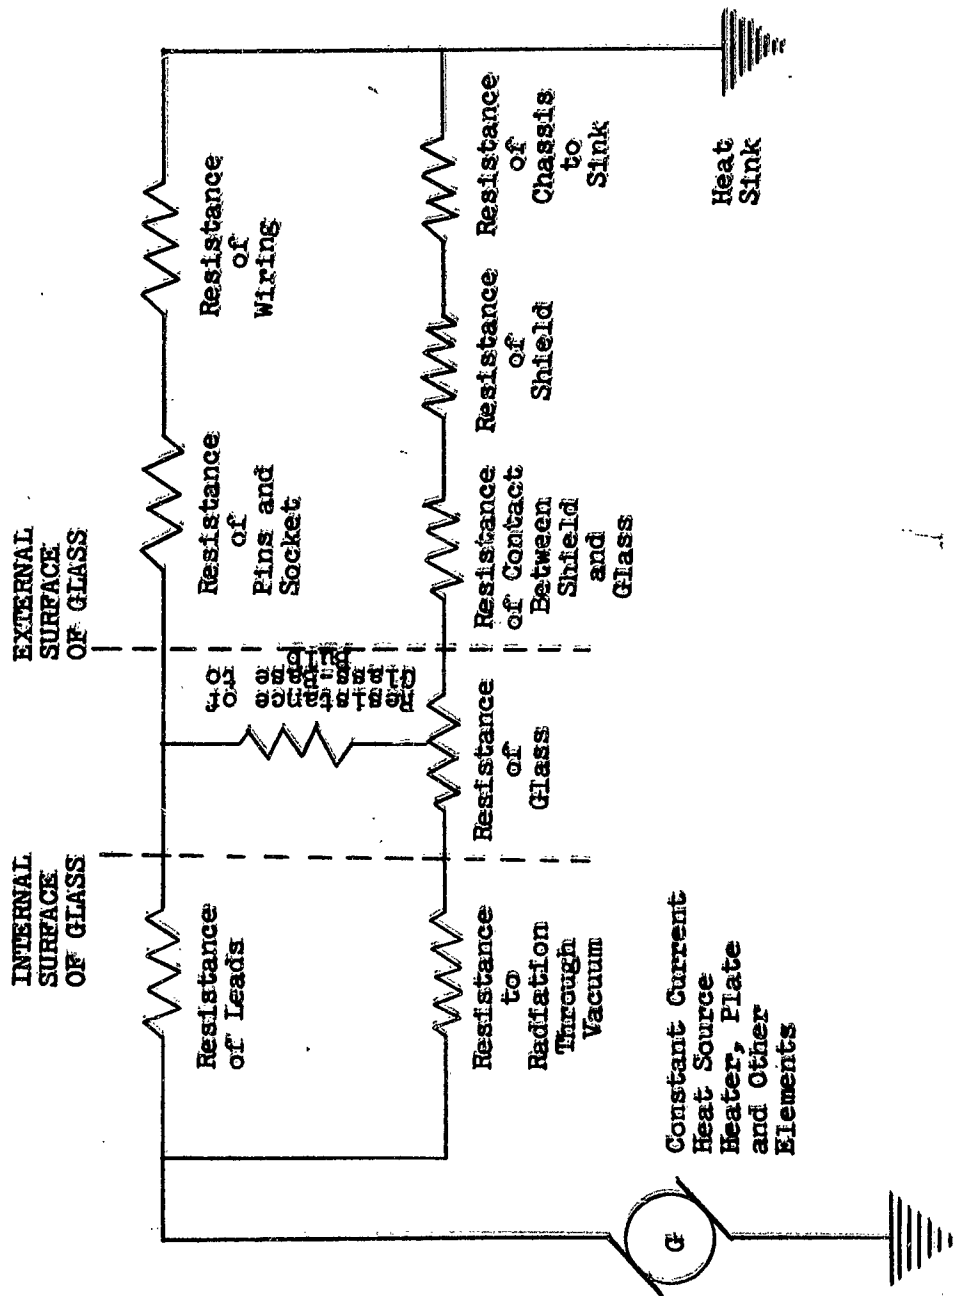 INTERNAL
SURFACE
OF GLASS
EXTERNAL
SURFACE
OF GLASS
Resistance
of Leads
Resistance of
Glass-Base to
Bulb
Resistance
of
Pins and
Socket
Resistance
of
Wiring
Resistance
to
Radiation
Through
Vacuum
Resistance
of
Glass
Resistance
of Contact
Between
Shield
and
Glass
Resistance
of
Shield
Resistance
of
Chassis
to
Sink
G
Constant Current
Heat Source
Heater, Plate
and Other
Elements
Heat
Sink